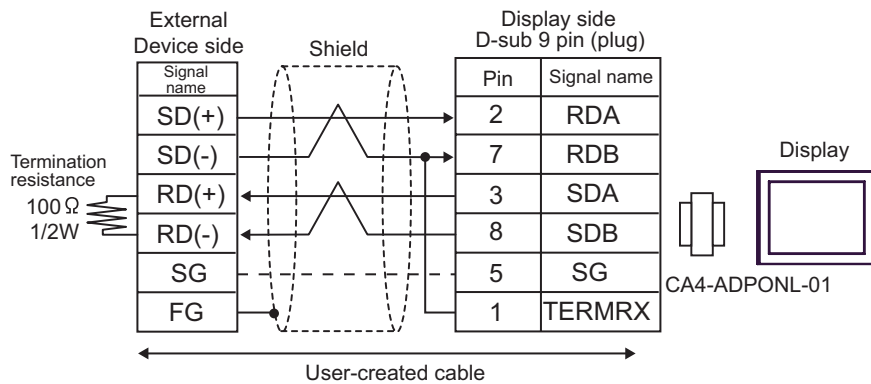 External
Device side
Shield
Display side
D-sub 9 pin (plug)
Signal
name
Pin
Signal name
SD(+)
2
RDA
SD(-)
7
RDB
Display
Termination
resistance
100 Ω
1/2W
RD(+)
3
SDA
RD(-)
8
SDB
SG
5
SG
CA4-ADPONL-01
FG
1
TERMRX
User-created cable